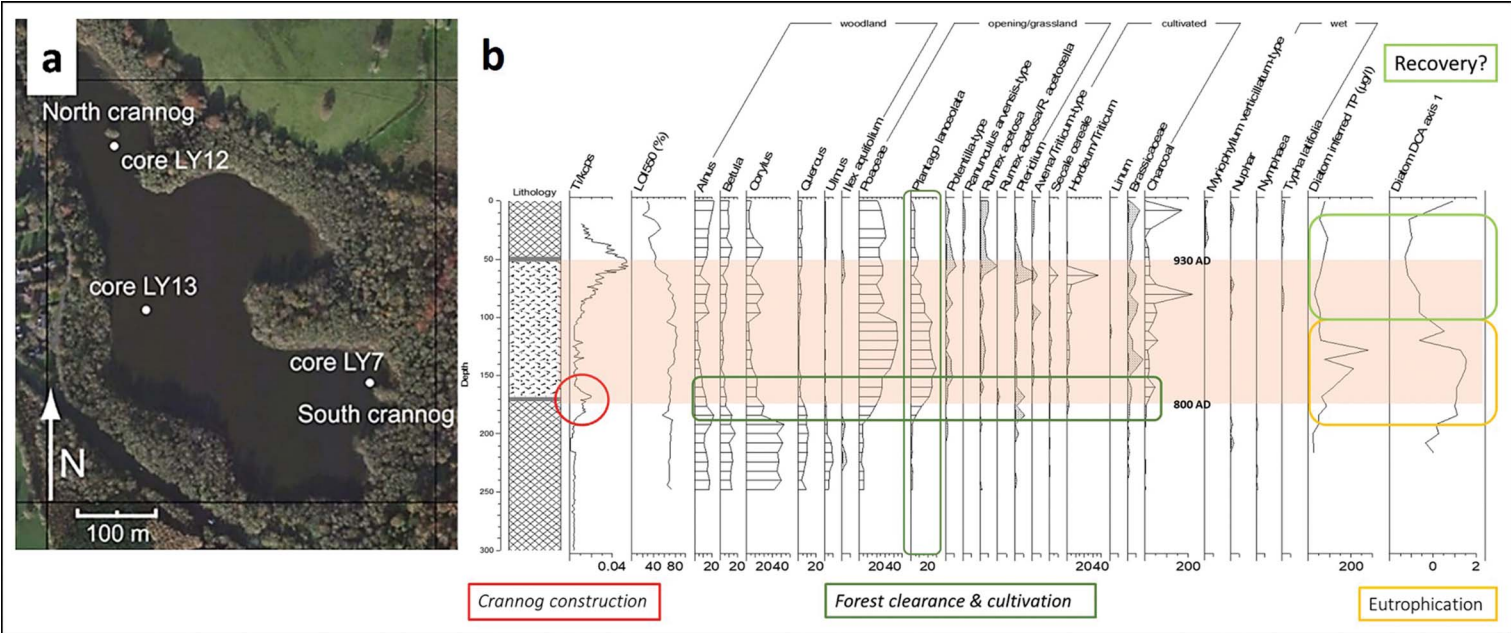 a
North crannog
core LY12
core LY13
core LY7
South crannog
N
100 m
b
woodland
opening/grassland
cultivated
wet
Recovery?
Lithology
Ti/kcps
LOI550 (%)
Alnus
Betula
Corylus
Quercus
Ulmus
Ilex aquifolium
Poaceae
Plantago lanceolata
Potentilla-type
Ranunculus arvensis-type
Rumex acetosa
Rumex acetosa/R. acetosella
Pteridium
Avena/Triticum-type
Secale cereale
Hordeum/Triticum
Linum
Brassicaceae
Charcoal
Myriophyllum verticillatum-type
Nuphar
Nymphaea
Typha latifolia
Diatom inferred TP (µg/l)
Diatom DCA axis 1
Depth
0
50
100
150
200
250
300
930 AD
800 AD
0.04
40 80
20
20
2040
20
2040
20
2040
200
200
0 2
Crannog construction
Forest clearance & cultivation
Eutrophication